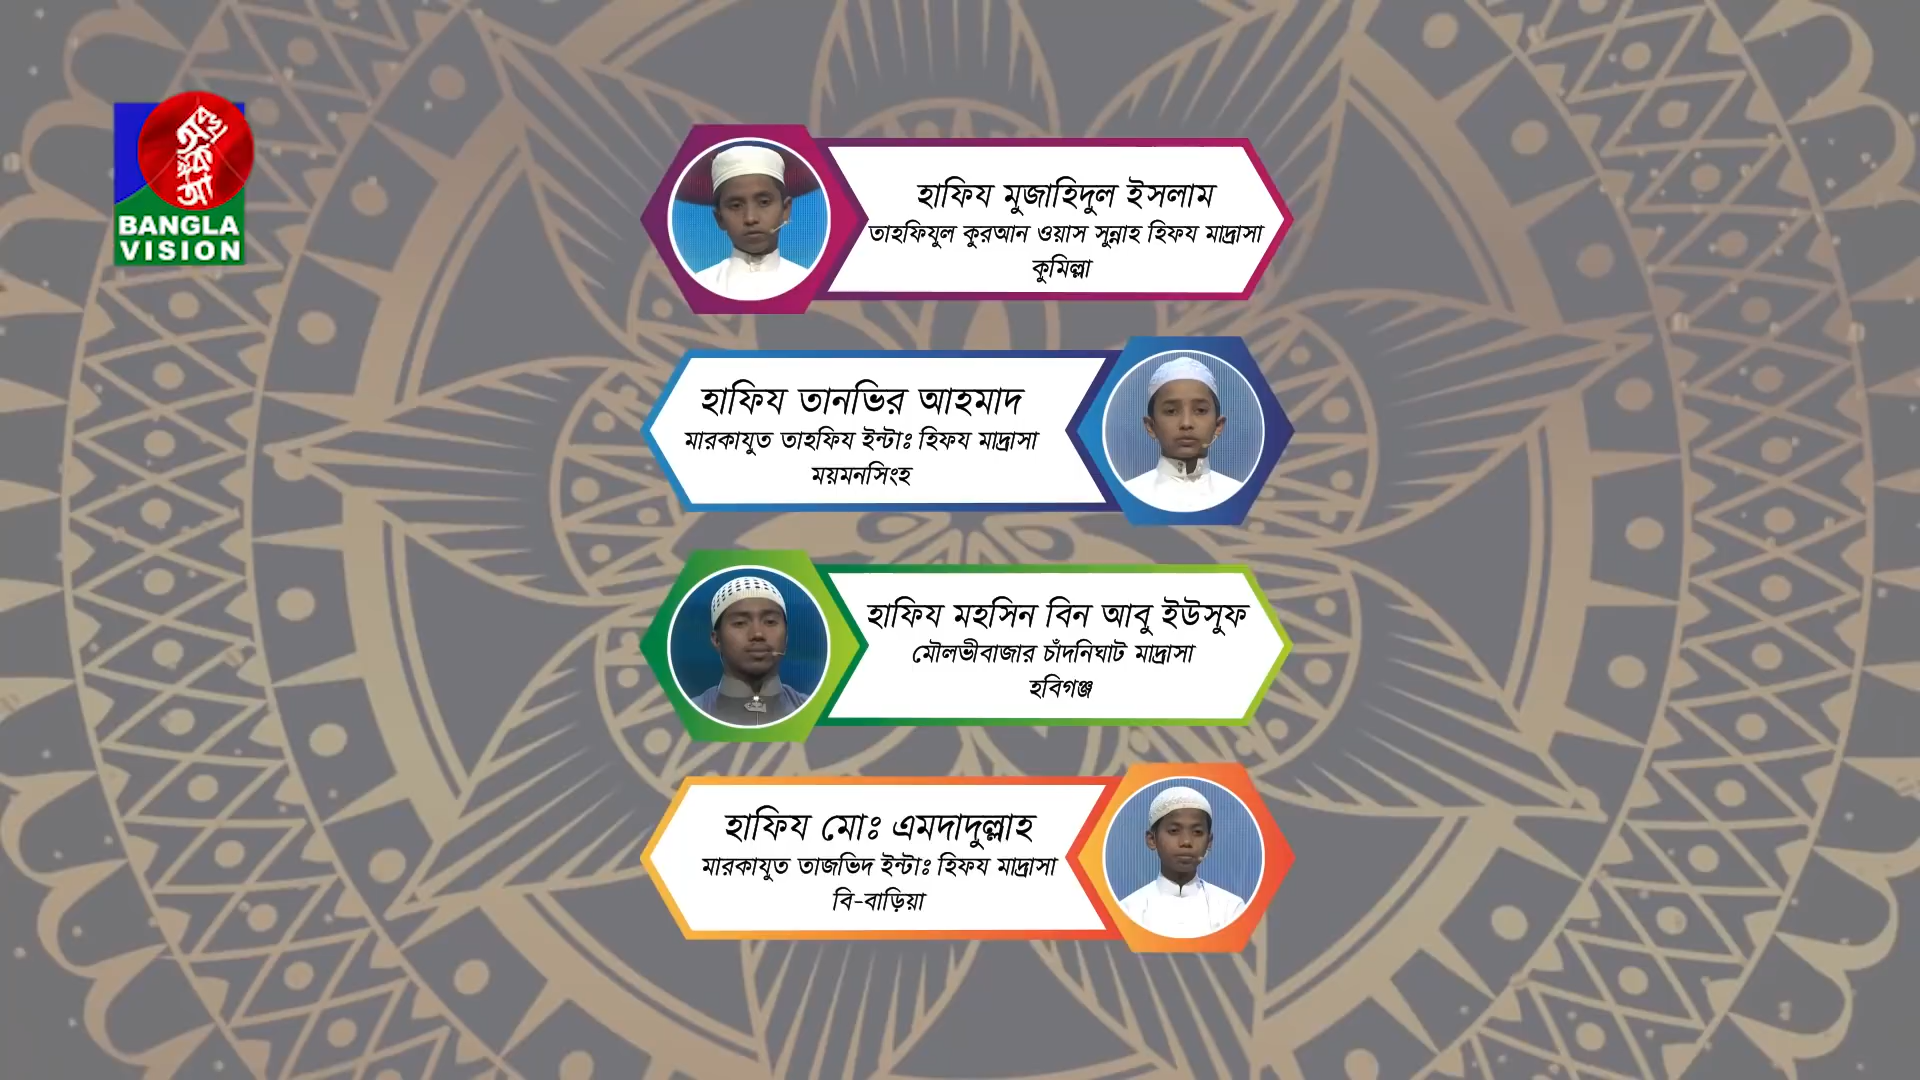 BANGLA
VISION
হাফিয মুজাহিদুল ইসলাম
তাহফিযুল কুরআন ওয়াস সুন্নাহ হিফয মাদ্রাসা
কুমিল্লা
হাফিয তানভির আহমাদ
মারকাযুত তাহফিয ইন্টাঃ হিফয মাদ্রাসা
ময়মনসিংহ
হাফিয মহসিন বিন আবু ইউসুফ
মৌলভীবাজার চাঁদনিঘাট মাদ্রাসা
হবিগঞ্জ
হাফিয মোঃ এমদাদুল্লাহ
মারকাযুত তাজভিদ ইন্টাঃ হিফয মাদ্রাসা
বি-বাড়িয়া